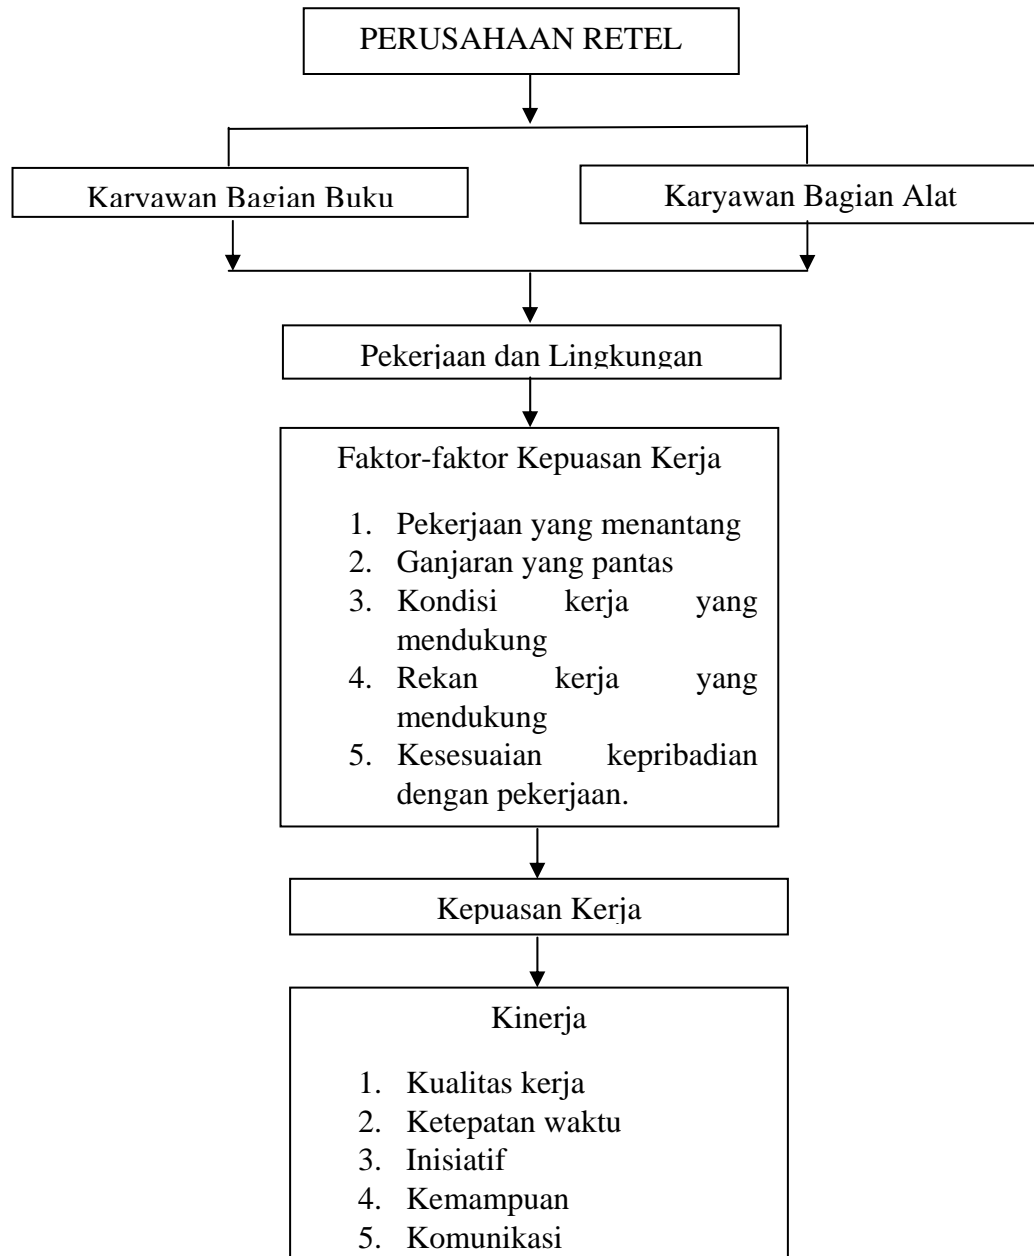 PERUSAHAAN RETEL
Karyawan Bagian Buku
Karyawan Bagian Alat
Pekerjaan dan Lingkungan
Faktor-faktor Kepuasan Kerja
1. Pekerjaan yang menantang
2. Ganjaran yang pantas
3. Kondisi kerja yang
mendukung
4. Rekan kerja yang
mendukung
5. Kesesuaian kepribadian
dengan pekerjaan.
Kepuasan Kerja
Kinerja
1. Kualitas kerja
2. Ketepatan waktu
3. Inisiatif
4. Kemampuan
5. Komunikasi